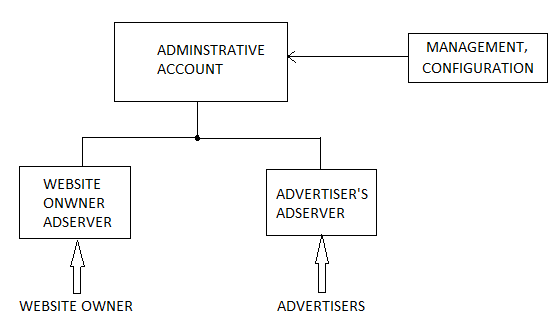 ADMINSTRATIVE
ACCOUNT
MANAGEMENT,
CONFIGURATION
WEBSITE
ONWNER
ADSERVER
ADVERTISER'S
ADSERVER
WEBSITE OWNER
ADVERTISERS